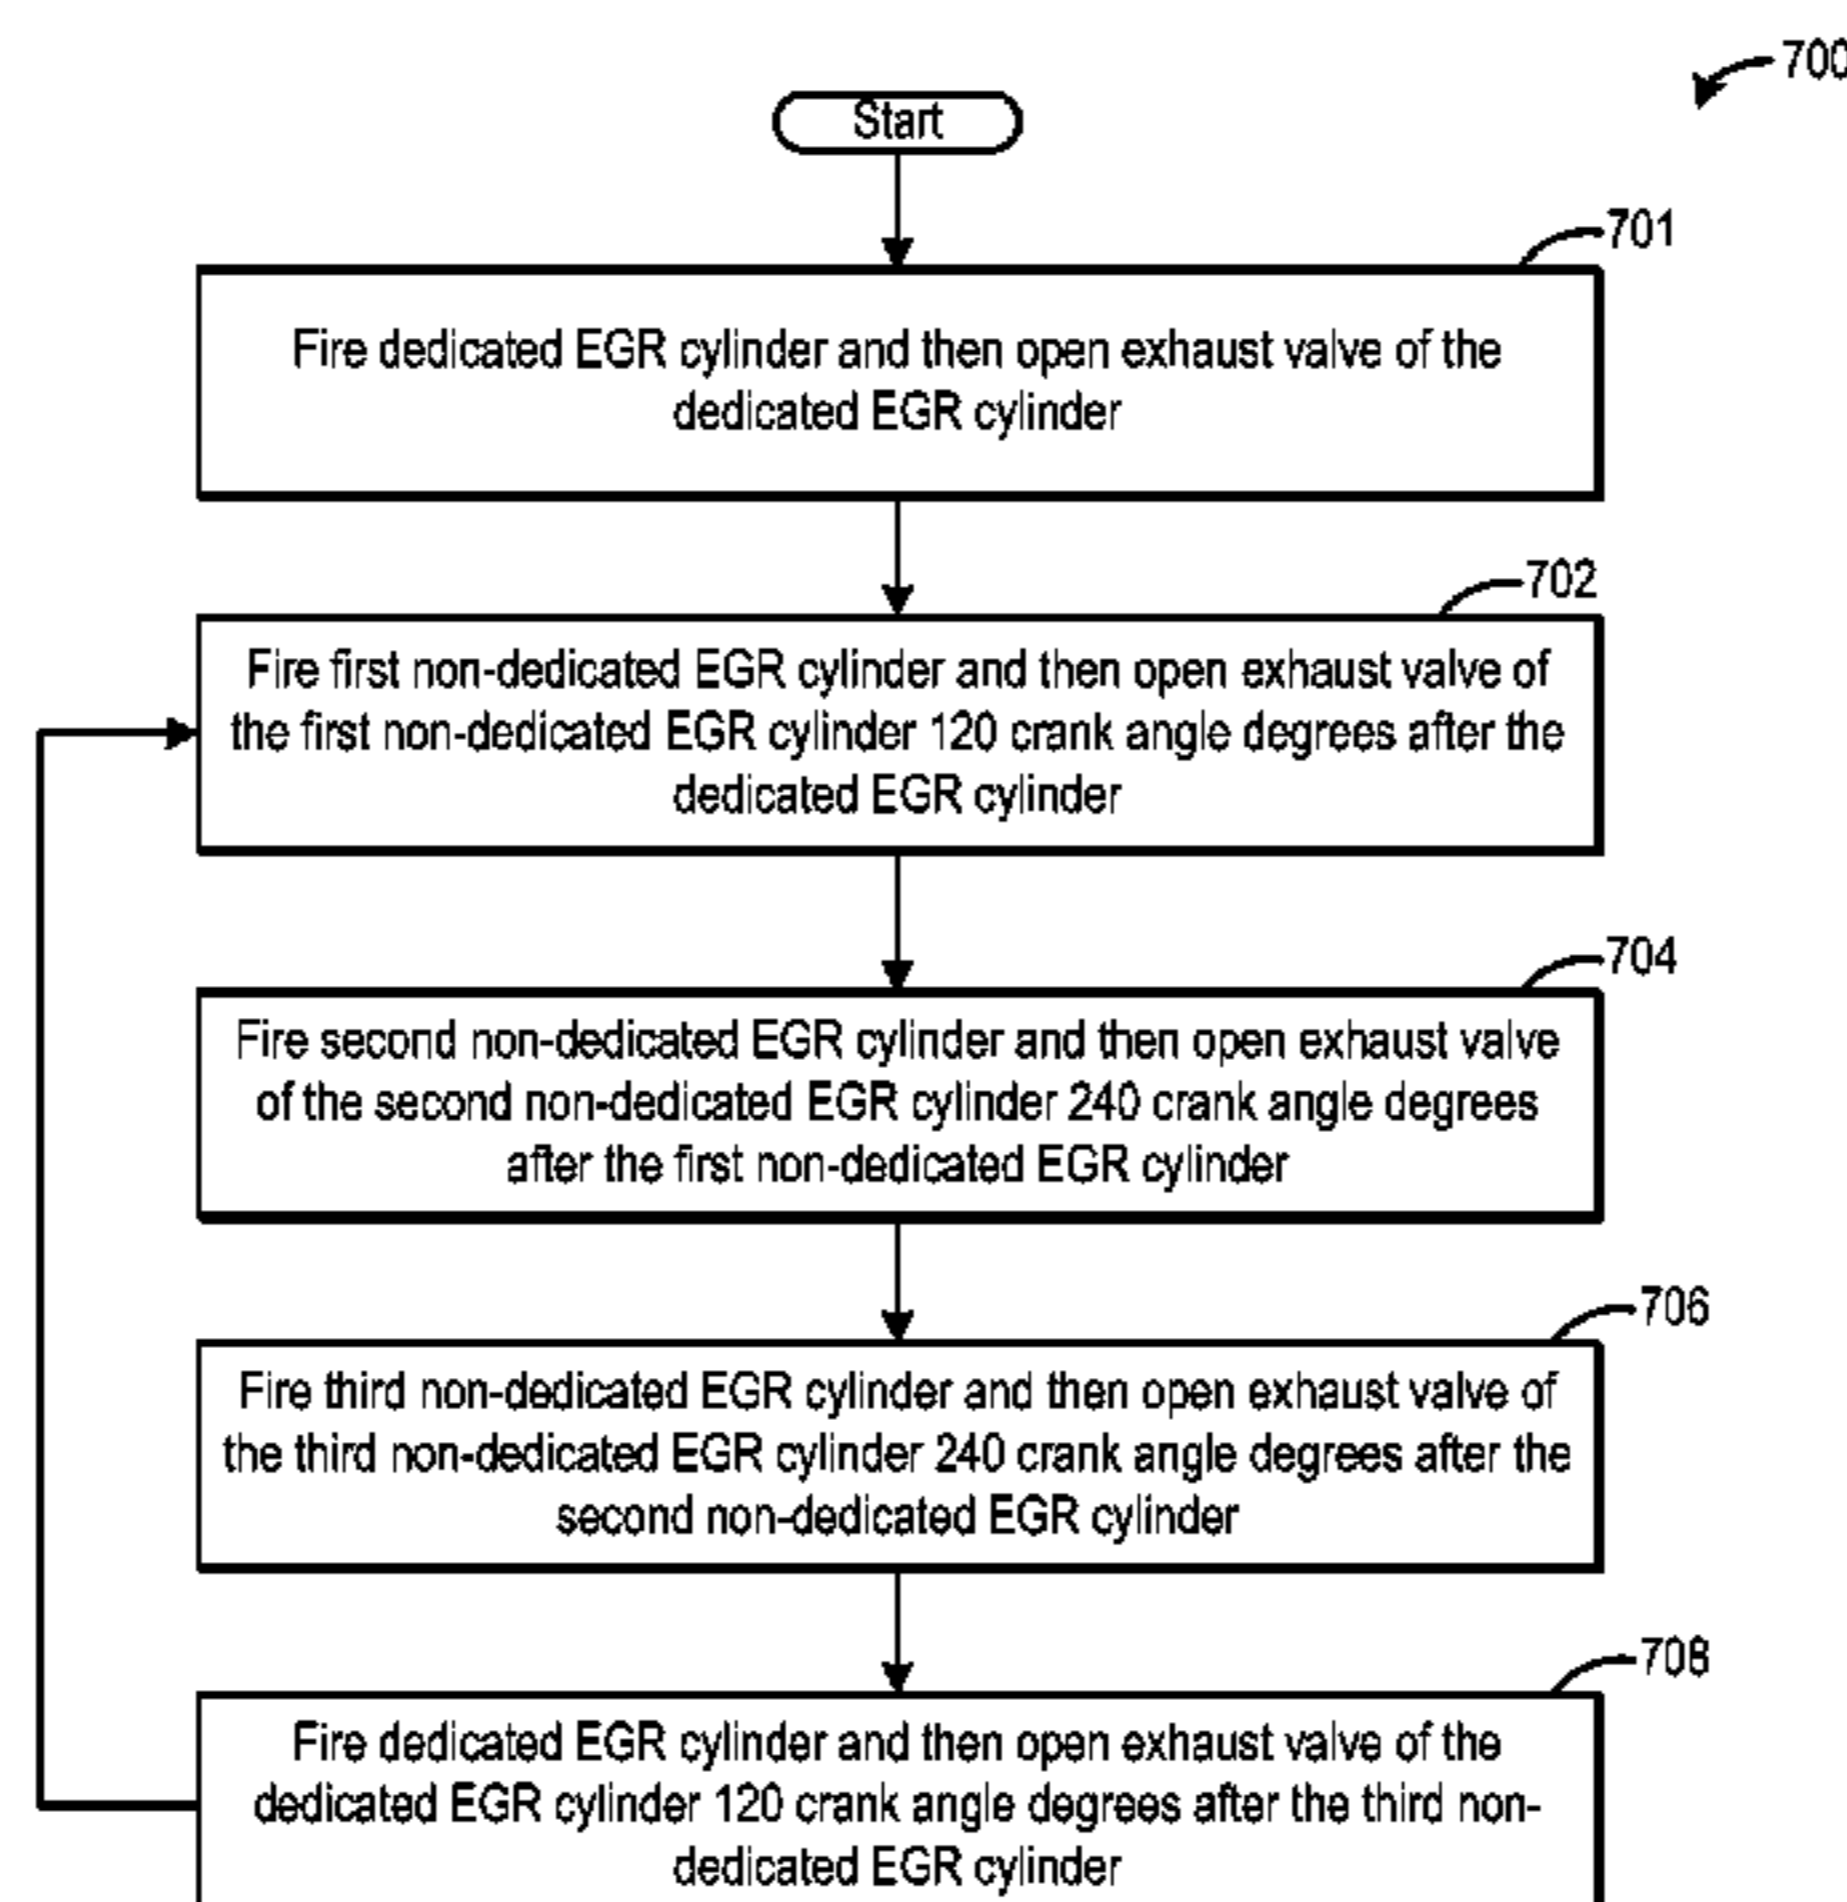 700
Start
701
Fire dedicated EGR cylinder and then open exhaust valve of the
dedicated EGR cylinder
702
Fire first non-dedicated EGR cylinder and then open exhaust valve of
the first non-dedicated EGR cylinder 120 crank angle degrees after the
dedicated EGR cylinder
704
Fire second non-dedicated EGR cylinder and then open exhaust valve
of the second non-dedicated EGR cylinder 240 crank angle degrees
after the first non-dedicated EGR cylinder
706
Fire third non-dedicated EGR cylinder and then open exhaust valve of
the third non-dedicated EGR cylinder 240 crank angle degrees after the
second non-dedicated EGR cylinder
708
Fire dedicated EGR cylinder and then open exhaust valve of the
dedicated EGR cylinder 120 crank angle degrees after the third non-
dedicated EGR cylinder